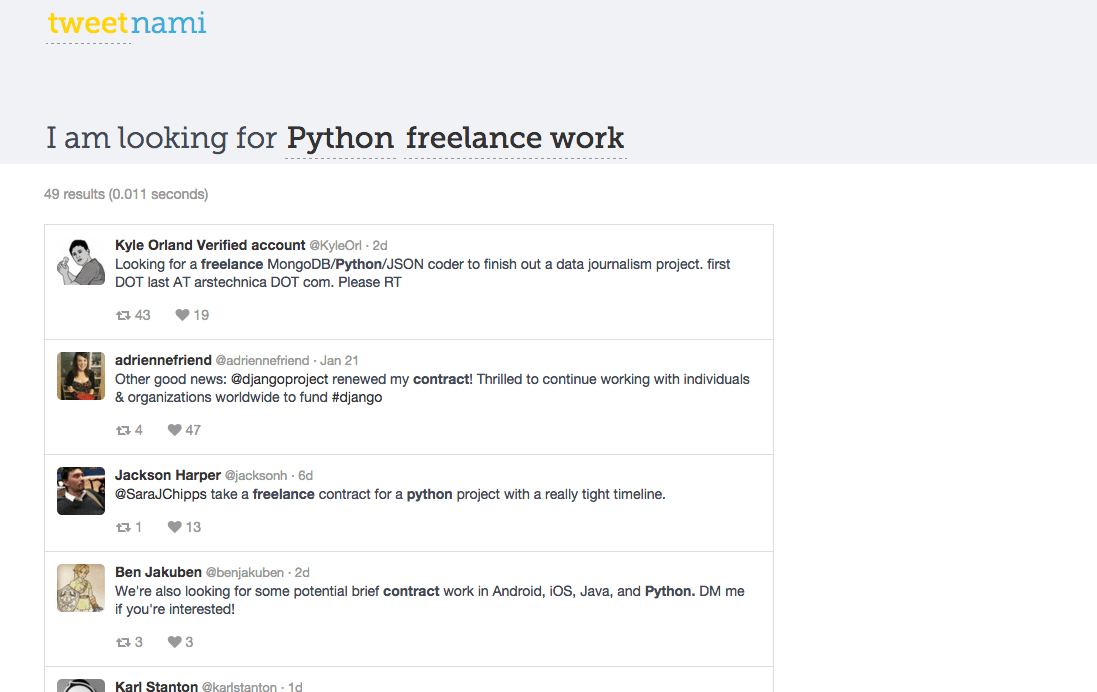 tweetnami
I am looking for Python freelance work
49 results (0.011 seconds)
Kyle Orland Verified account @KyleOrl · 2d
Looking for a freelance MongoDB/Python/JSON coder to finish out a data journalism project. first
DOT last AT arstechnica DOT com. Please RT
43 19
adriennefriend @adriennefriend · Jan 21
Other good news: @djangoproject renewed my contract! Thrilled to continue working with individuals
& organizations worldwide to fund #django
4 47
Jackson Harper @jacksonh · 6d
@SaraJChipps take a freelance contract for a python project with a really tight timeline.
1 13
Ben Jakuben @benjakuben · 2d
We're also looking for some potential brief contract work in Android, iOS, Java, and Python. DM me
if you're interested!
3 3
Karl Stanton @karlstanton · 1d